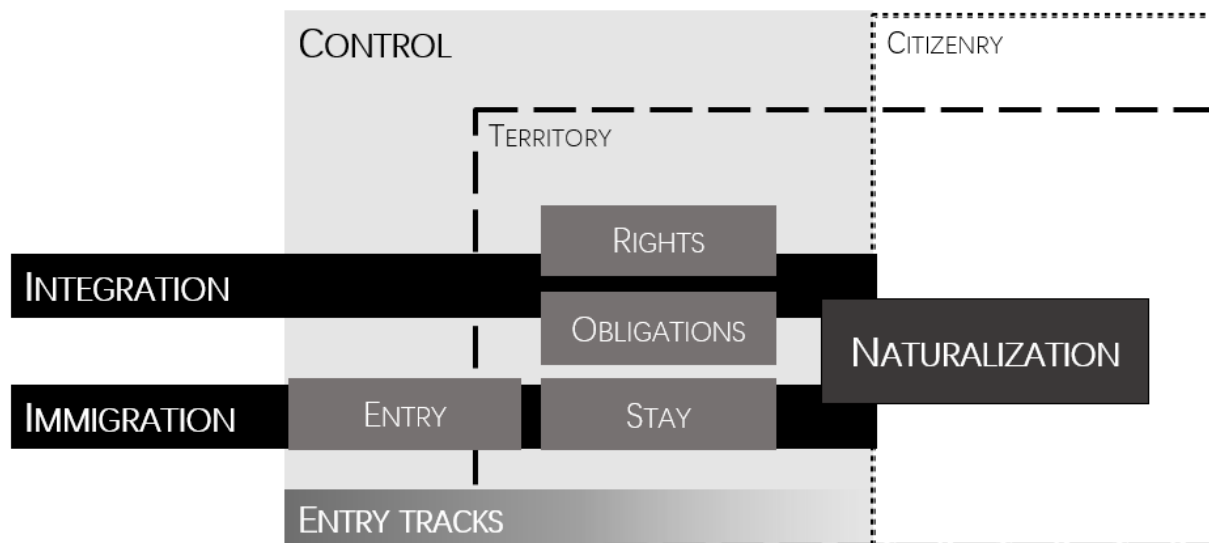 CONTROL
CITIZENRY
TERRITORY
RIGHTS
INTEGRATION
OBLIGATIONS
NATURALIZATION
IMMIGRATION
ENTRY
STAY
ENTRY TRACKS